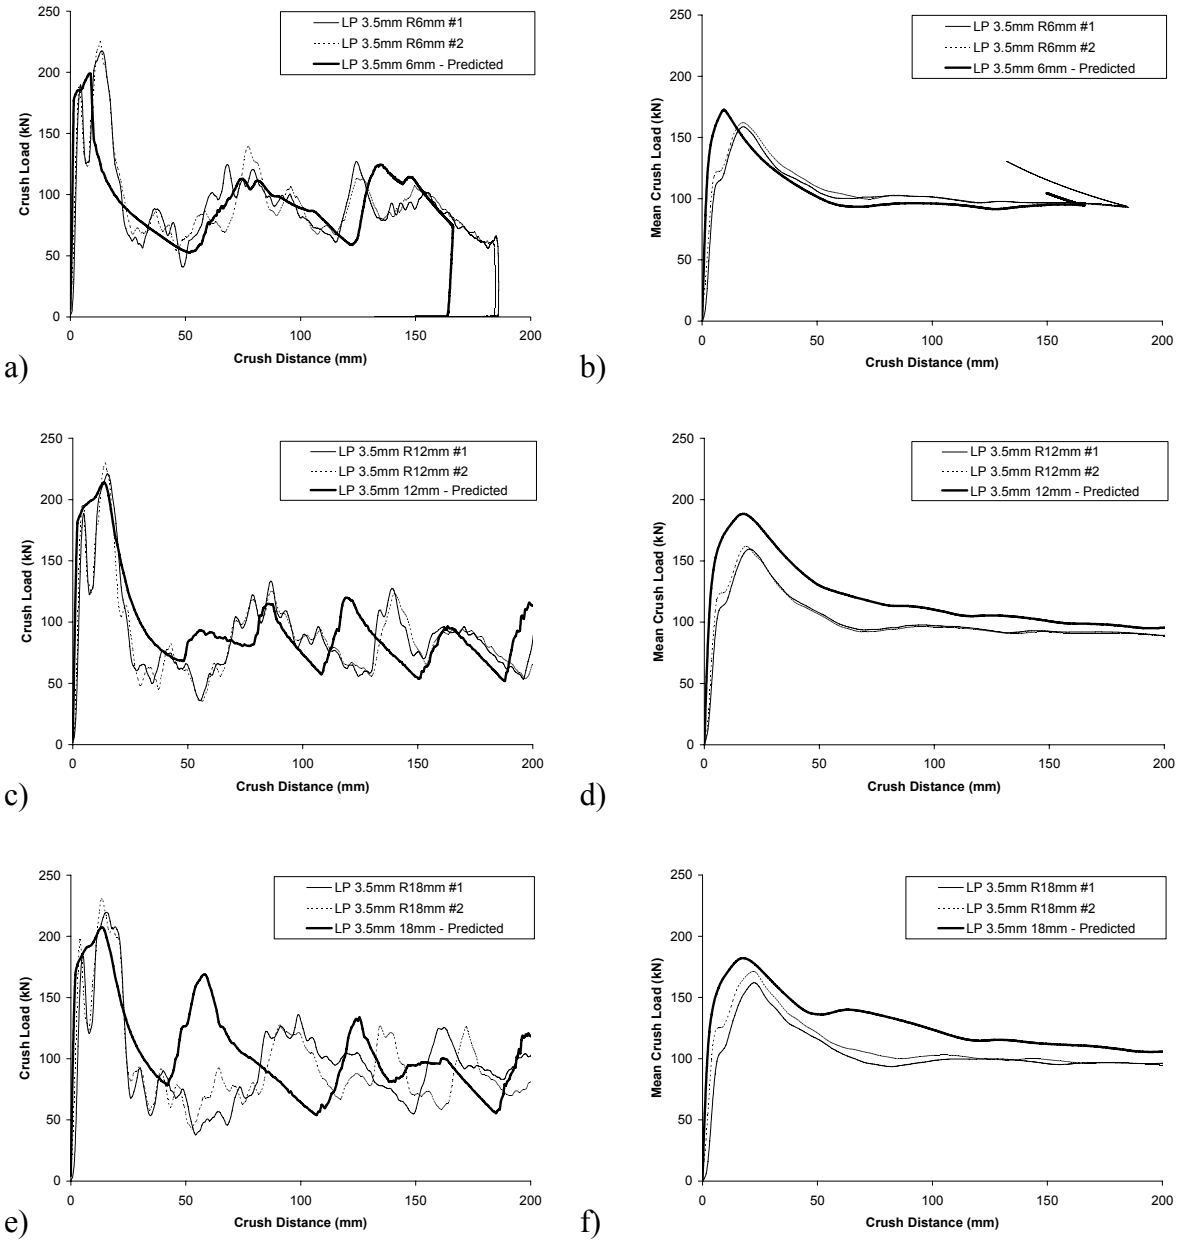 250
200
150
100
50
0
Crush Load (kN)
LP 3.5mm R6mm #1
LP 3.5mm R6mm #2
LP 3.5mm 6mm - Predicted
0 50 100 150 200
Crush Distance (mm)
a)
250
200
150
100
50
0
Mean Crush Load (kN)
LP 3.5mm R6mm #1
LP 3.5mm R6mm #2
LP 3.5mm 6mm - Predicted
0 50 100 150 200
Crush Distance (mm)
b)
250
200
150
100
50
0
Crush Load (kN)
LP 3.5mm R12mm #1
LP 3.5mm R12mm #2
LP 3.5mm 12mm - Predicted
0 50 100 150 200
Crush Distance (mm)
c)
250
200
150
100
50
0
Mean Crush Load (kN)
LP 3.5mm R12mm #1
LP 3.5mm R12mm #2
LP 3.5mm 12mm - Predicted
0 50 100 150 200
Crush Distance (mm)
d)
250
200
150
100
50
0
Crush Load (kN)
LP 3.5mm R18mm #1
LP 3.5mm R18mm #2
LP 3.5mm 18mm - Predicted
0 50 100 150 200
Crush Distance (mm)
e)
250
200
150
100
50
0
Mean Crush Load (kN)
LP 3.5mm R18mm #1
LP 3.5mm R18mm #2
LP 3.5mm 18mm - Predicted
0 50 100 150 200
Crush Distance (mm)
f)